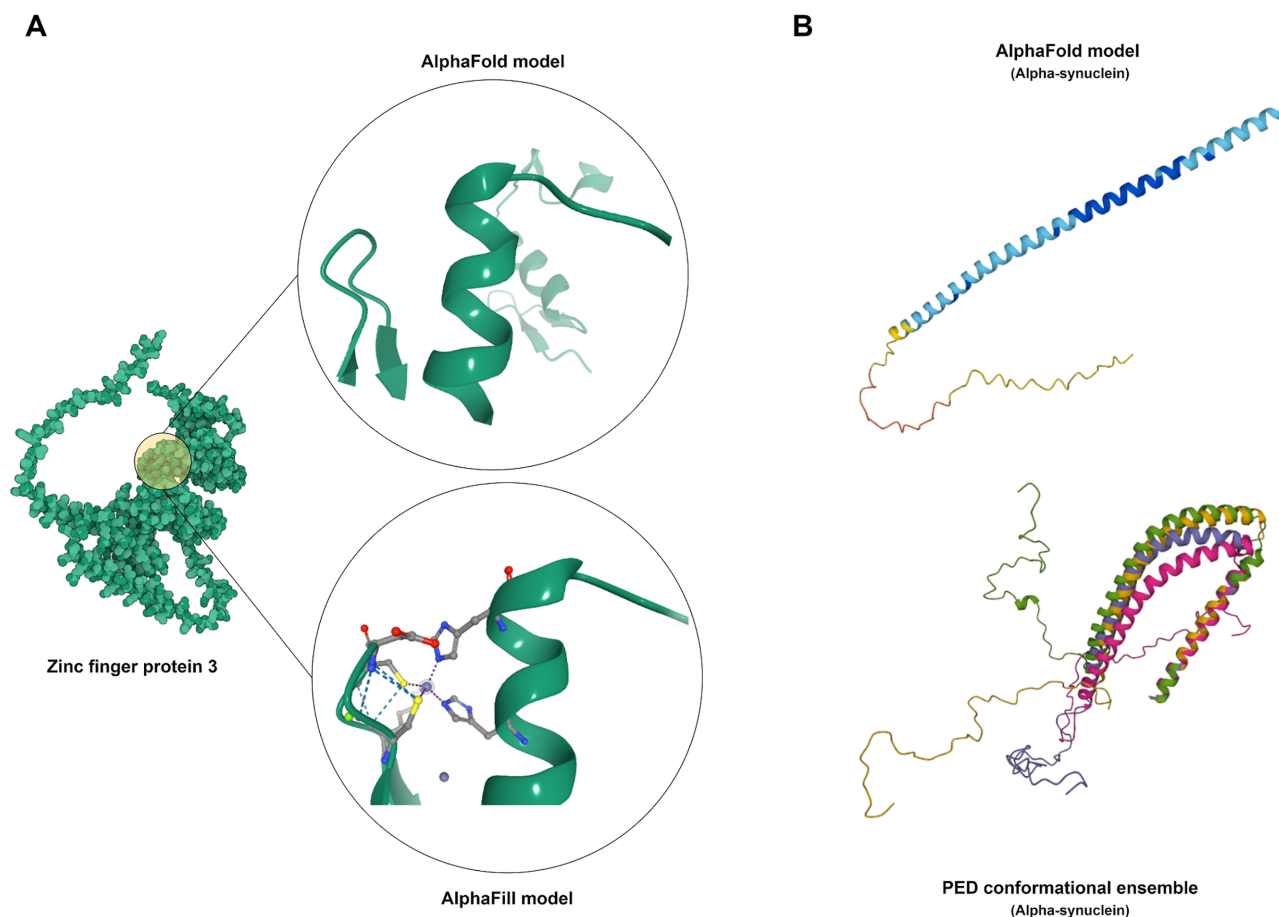 A
AlphaFold model
Zinc finger protein 3
AlphaFill model
B
AlphaFold model
(Alpha-synuclein)
PED conformational ensemble
(Alpha-synuclein)